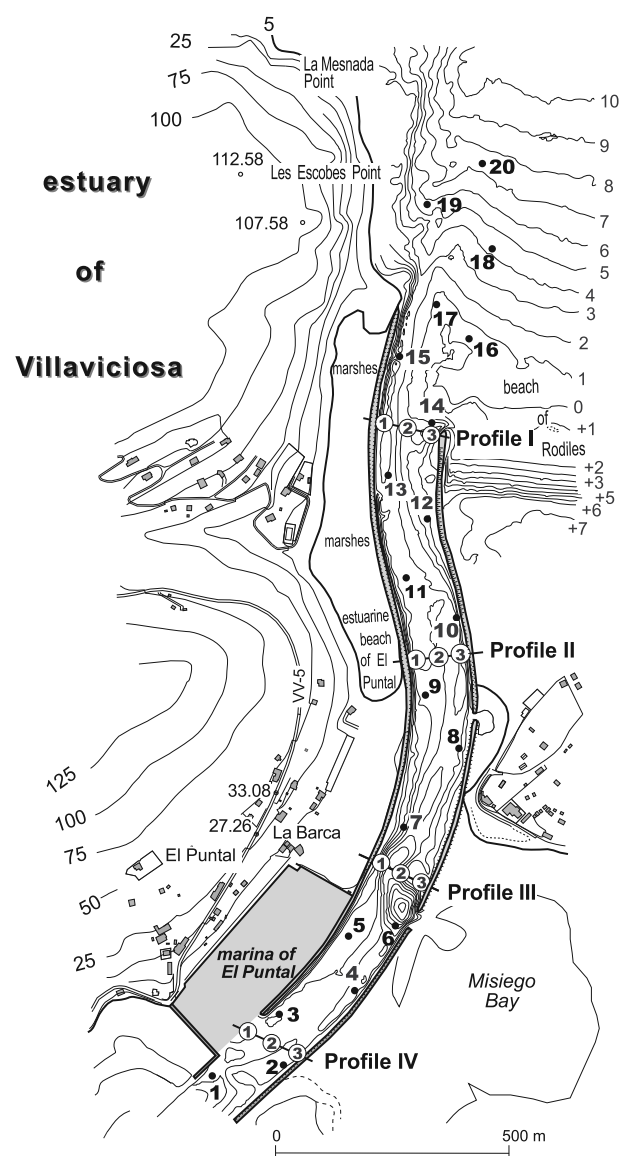 5
25
La Mesnada
Point
75
100
10
9
112.58
Les Escobes Point
20
8
estuary
19
7
107.58
6
18
5
of
4
17
3
16
2
Villaviciosa
marshes
15
1
beach
0
14
of
+1
1
2
3
Profile I
Rodiles
+2
13
+3
12
+5
+6
+7
marshes
11
estuarine
beach
of El
Puntal
10
1
2
3
Profile II
VV-5
9
8
125
33.08
100
27.26
7
La Barca
75
El Puntal
1
2
3
Profile III
50
5
6
25
marina of
El Puntal
4
Misiego
Bay
3
1
2
3
Profile IV
2
1
0
500 m